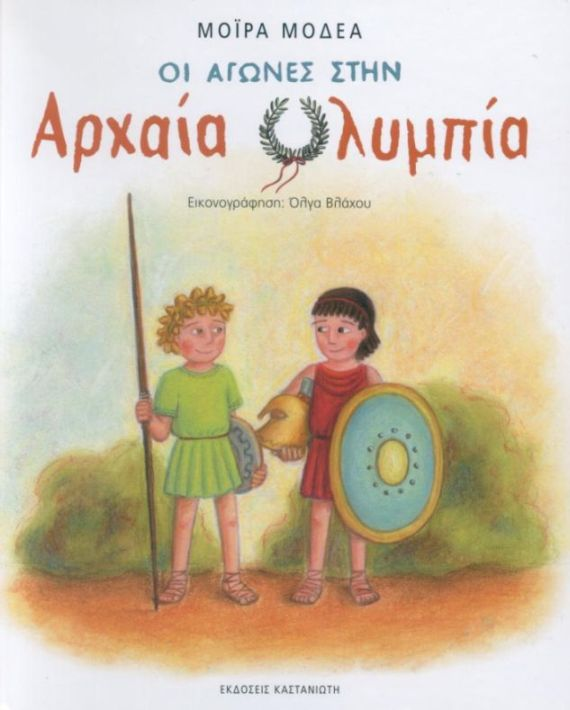 ΜΟΪΡΑ ΜΟΔΕΑ
ΟΙ ΑΓΩΝΕΣ ΣΤΗΝ
Αρχαία Ολυμπία
Εικονογράφηση: Όλγα Βλάχου
ΕΚΔΟΣΕΙΣ ΚΑΣΤΑΝΙΩΤΗ